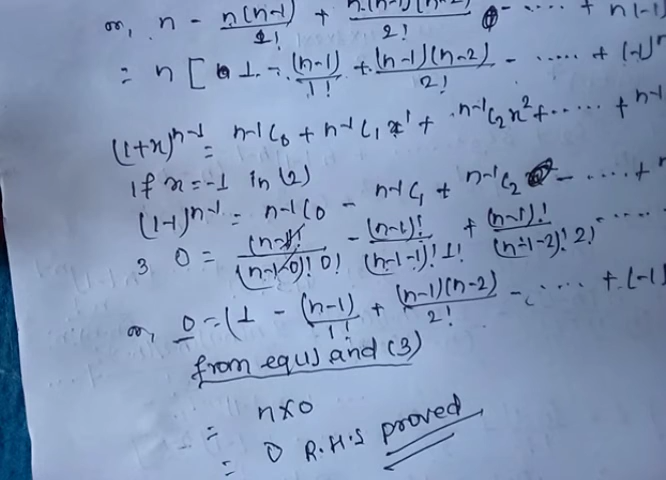 or, n - n(n-1)/1! + n.(n-1)(n-2)/2! - ..... + n(-1)
= n [ 1 - (n-1)/1! + (n-1)(n-2)/2! - ..... + (-1)^n
(1+x)^{n-1} = n-1C0 + n-1C1 x^1 + n-1C2 x^2 + ...... + n-1
If x = -1 in (2)
(1-1)^{n-1} = n-1C0 - n-1C1 + n-1C2 - ..... + n
3 0 = (n-1)!/(n-1-0)! 0! - (n-1)!/(n-1-1)! 1! + (n-1)!/(n-1-2)! 2! - .....
or, 0 = (1 - (n-1)/1! + (n-1)(n-2)/2! - ..... + (-1)
from equ and (3)
= n×0
= 0 R.H.S proved